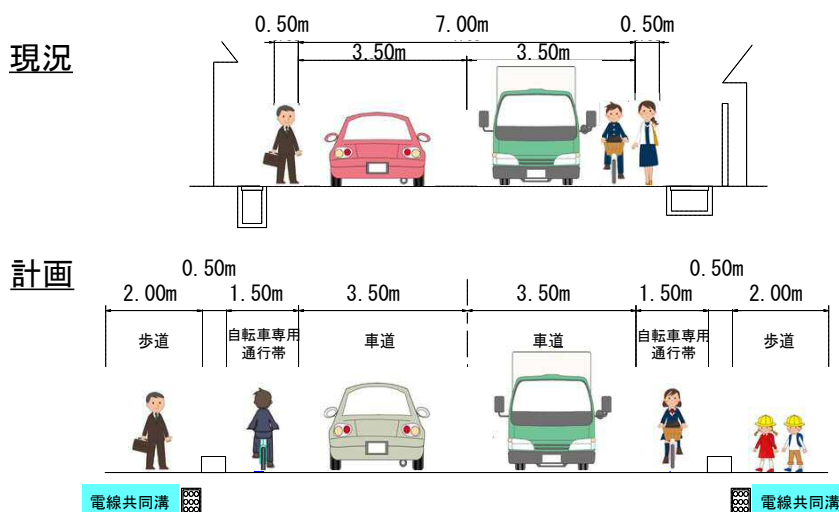 0.50m 7.00m 0.50m
3.50m 3.50m
現況
計画
0.50m 0.50m
2.00m 1.50m 3.50m 3.50m 1.50m 2.00m
歩道 自転車専用 車道 車道 自転車専用 歩道
通行帯 通行帯
電線共同溝 電線共同溝